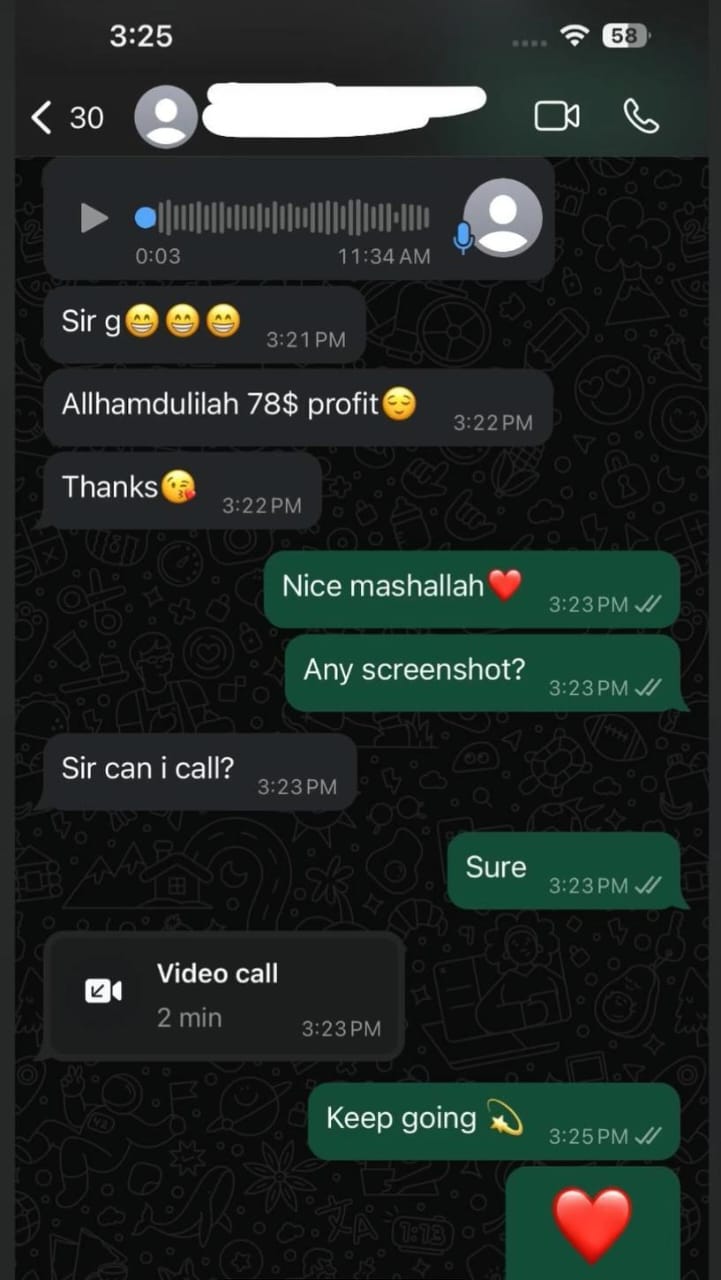 3:25
58
30
0:03
11:34 AM
Sir g😁😁😁
3:21 PM
Allhamdulilah 78$ profit😌
3:22 PM
Thanks😘
3:22 PM
Nice mashallah❤️
3:23 PM
Any screenshot?
3:23 PM
Sir can i call?
3:23 PM
Sure
3:23 PM
Video call
2 min
3:23 PM
Keep going 💫
3:25 PM
❤️